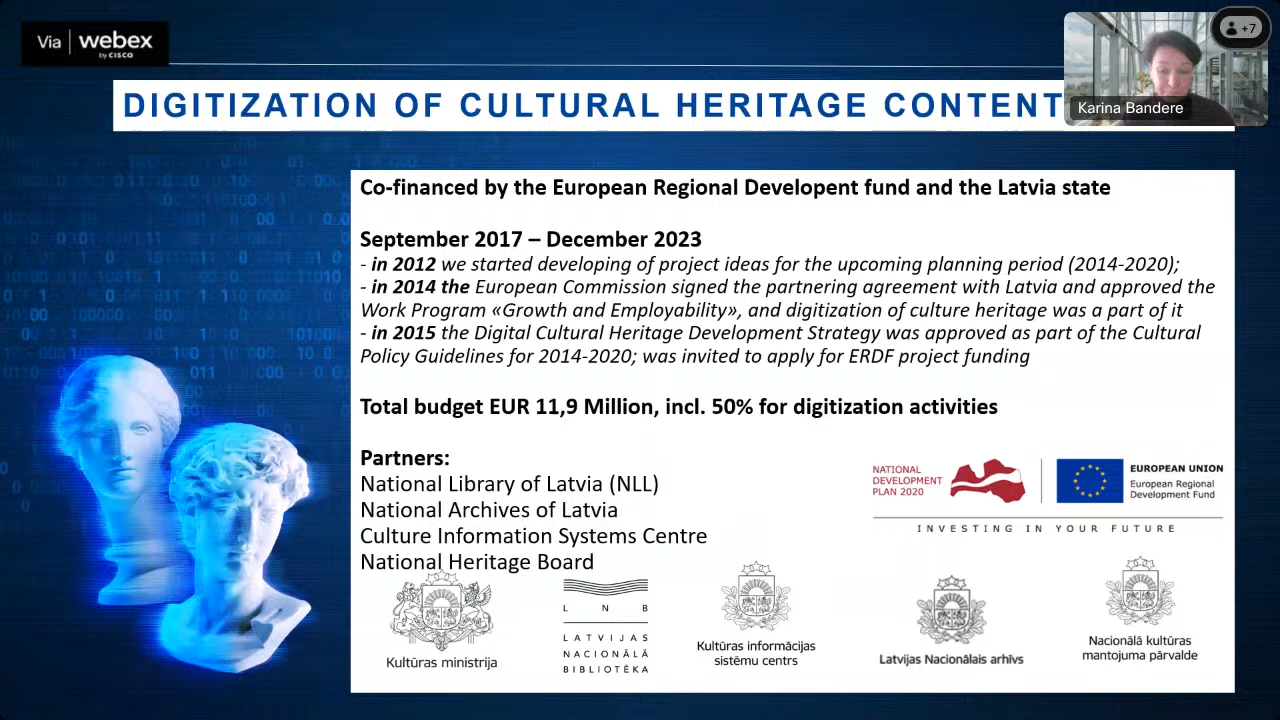 Via webex
by CISCO
+7
Karina Bandere
DIGITIZATION OF CULTURAL HERITAGE CONTENT
Co-financed by the European Regional Developent fund and the Latvia state
September 2017 – December 2023
- in 2012 we started developing of project ideas for the upcoming planning period (2014-2020);
- in 2014 the European Commission signed the partnering agreement with Latvia and approved the
Work Program «Growth and Employability», and digitization of culture heritage was a part of it
- in 2015 the Digital Cultural Heritage Development Strategy was approved as part of the Cultural
Policy Guidelines for 2014-2020; was invited to apply for ERDF project funding
Total budget EUR 11,9 Million, incl. 50% for digitization activities
Partners:
National Library of Latvia (NLL)
National Archives of Latvia
Culture Information Systems Centre
National Heritage Board
NATIONAL
DEVELOPMENT
PLAN 2020
EUROPEAN UNION
European Regional
Development Fund
INVESTING IN YOUR FUTURE
Kultūras ministrija
L N B
LATVIJAS
NACIONĀLĀ
BIBLIOTĒKA
Kultūras informācijas
sistēmu centrs
Latvijas Nacionālais arhīvs
Nacionālā kultūras
mantojuma pārvalde